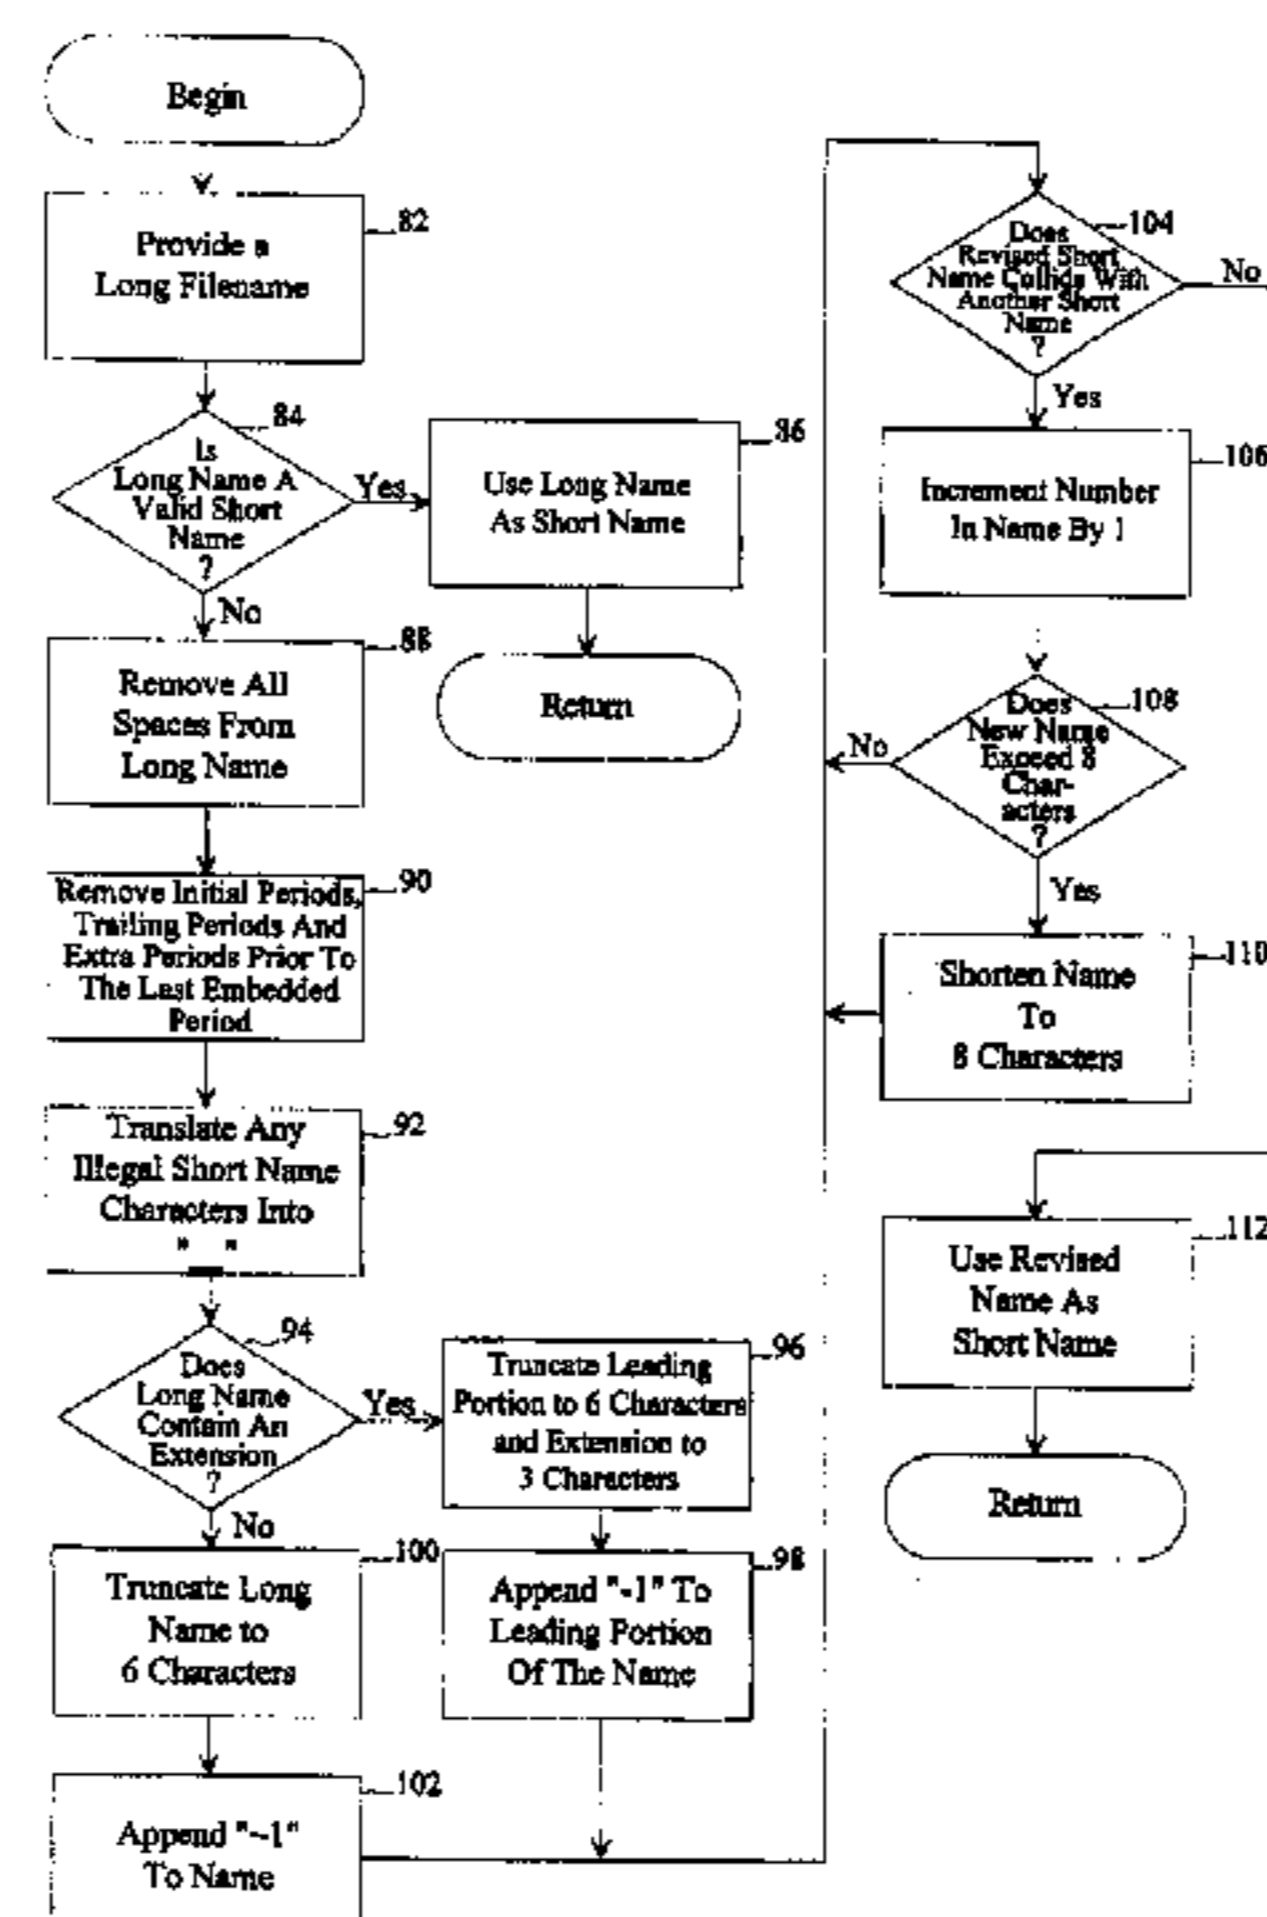 Begin
Provide a
Long Filename
82
Is
Long Name A
Valid Short
Name
?
84
Yes
Use Long Name
As Short Name
86
Return
No
Remove All
Spaces From
Long Name
88
Remove Initial Periods,
Trailing Periods And
Extra Periods Prior To
The Last Embedded
Period
90
Translate Any
Illegal Short Name
Characters Into
"_"
92
Does
Long Name
Contain An
Extension
?
94
Yes
Truncate Leading
Portion to 6 Characters
and Extension to
3 Characters
96
Append "~1" To
Leading Portion
Of The Name
98
No
Truncate Long
Name to
6 Characters
100
Append "~1"
To Name
102
Does
Revised Short
Name Collide With
Another Short
Name
?
104
No
Yes
Increment Number
In Name By 1
106
Does
New Name
Exceed 8
Char-
acters
?
108
No
Yes
Shorten Name
To
8 Characters
110
Use Revised
Name As
Short Name
112
Return